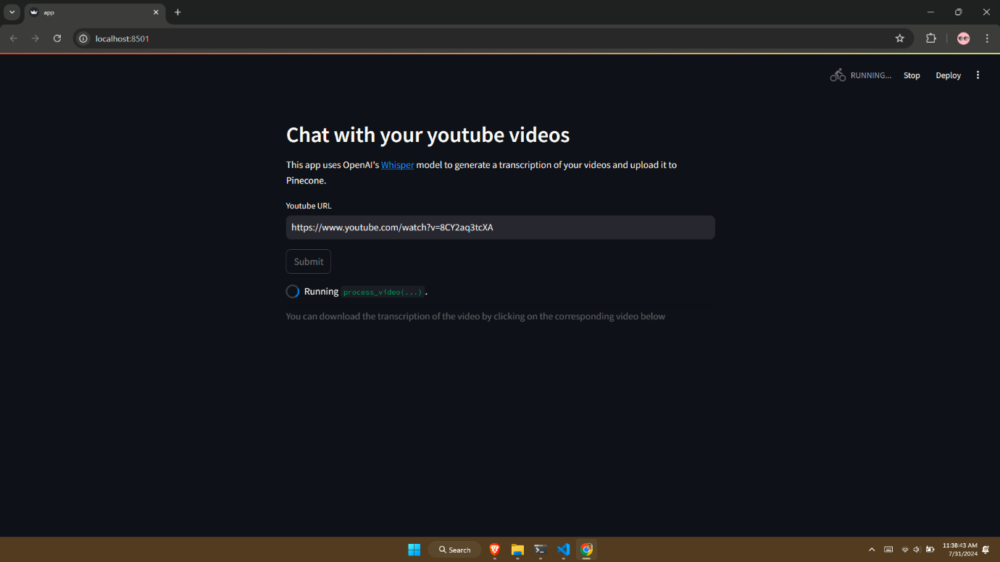 app
localhost:8501
RUNNING...
Stop
Deploy
Chat with your youtube videos
This app uses OpenAI's Whisper model to generate a transcription of your videos and upload it to
Pinecone.
Youtube URL
https://www.youtube.com/watch?v=8CY2aq3tcXA
Submit
Running process_video(...).
You can download the transcription of the video by clicking on the corresponding video below
Search
11:38:43 AM
7/31/2024